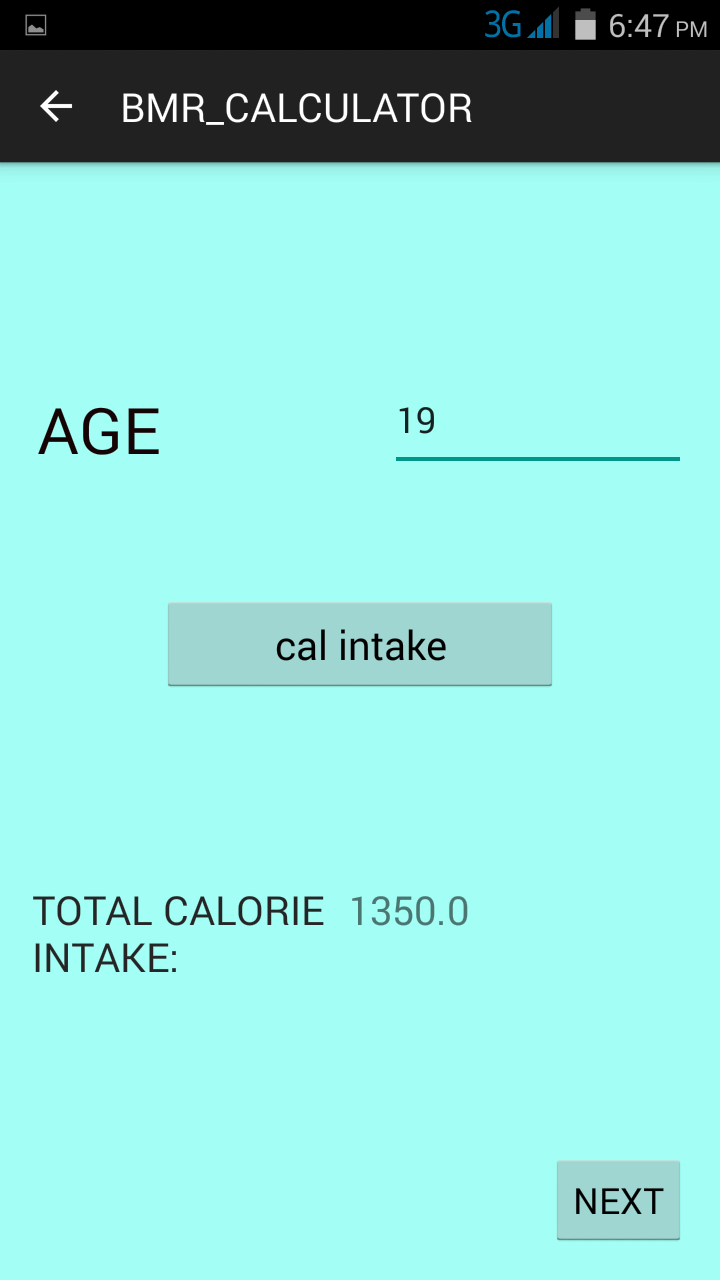 3G 6:47 PM
BMR_CALCULATOR
AGE 19
cal intake
TOTAL CALORIE 1350.0
INTAKE:
NEXT